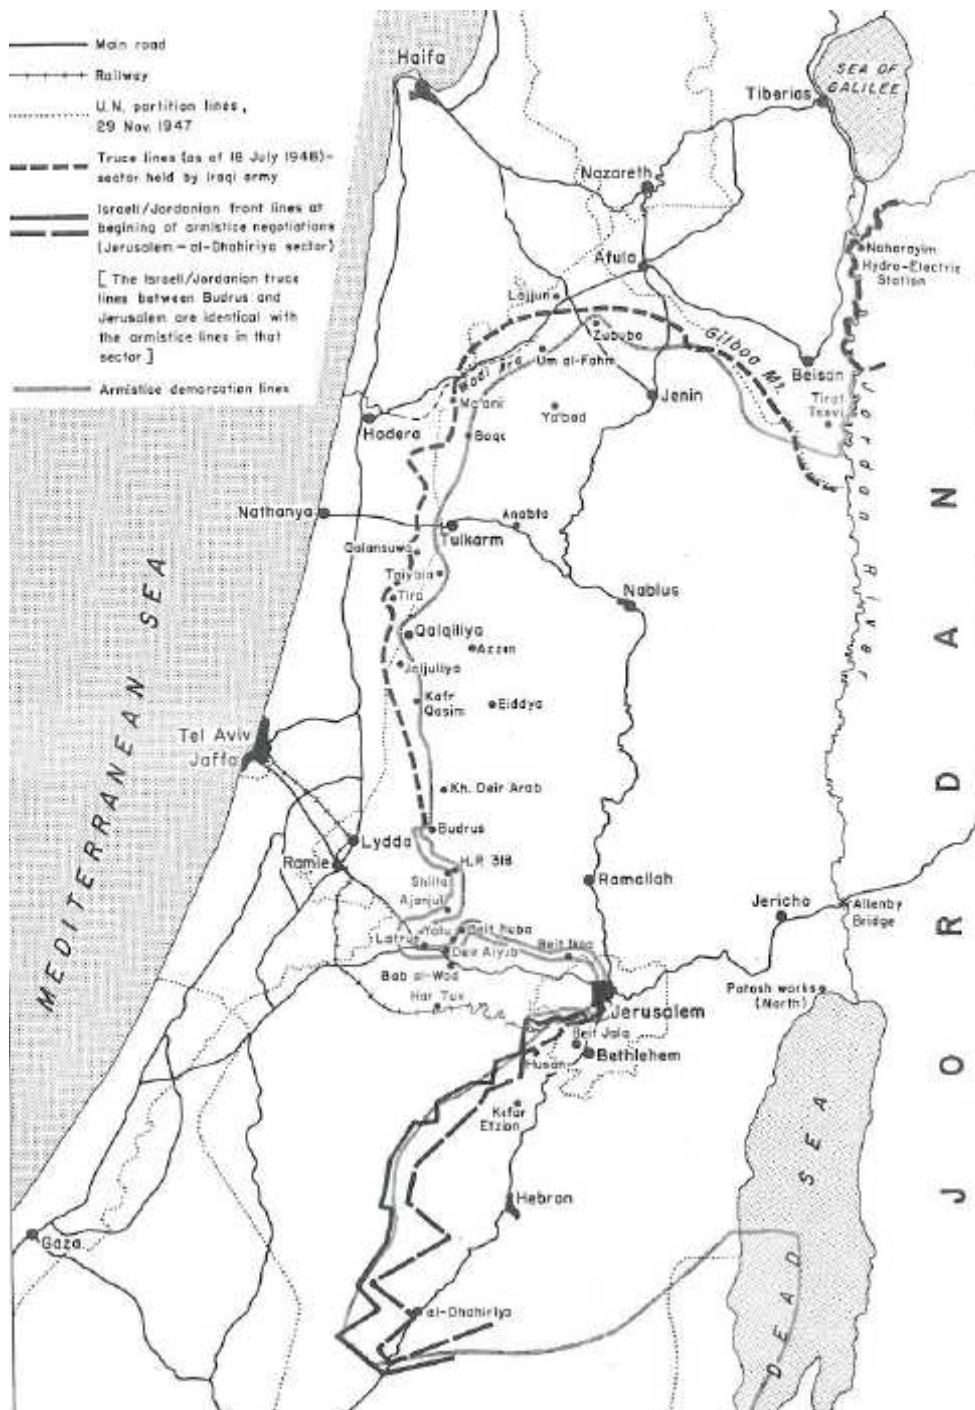 Main road
Railway
U.N. partition lines,
29 Nov. 1947
Truce lines (as of 18 July 1948)-
sector held by Iraqi army
Israeli/Jordanian front lines at
begining of armistice negotiations
(Jerusalem - al-Dhahiriya sector)
[ The Israeli/Jordanian truce
lines between Budrus and
Jerusalem are identical with
the armistice lines in that
sector. ]
Armistice demarcation lines
Haifa
SEA OF
GALILEE
Tiberias
Nazareth
Naharayim
Hydro-Electric
Station
Afula
Lajjun
Zububa
Gilboa Mt.
Um al-Fahm
Wadi Ara
Beisan
Ma'anit
Jenin
Ya'bad
Tirat
Tsevi
Hadera
Baqa
Jordan River
Nathanya
Anabta
Tulkarm
Qalansuwa
Taiybia
Tira
Nablus
Qalqiliya
Azzan
Jaljuliya
Kafr
Qasim
Eiddya
MEDITERRANEAN SEA
Tel Aviv
Jaffa
Kh. Deir Arab
Budrus
Lydda
Ramle
H.P. 318
Shilta
Ramallah
Ajanjul
Jericho
Allenby
Bridge
Yalu
Beit Nuba
Latrun
Deir Aiyub
Beit Iksa
Bab al-Wad
Har Tuv
Potash works
(North)
Jerusalem
Beit Jala
Husan
Bethlehem
Kefar
Etzion
Hebron
Gaza
al-Dhahiriya
DEAD SEA
JORDAN